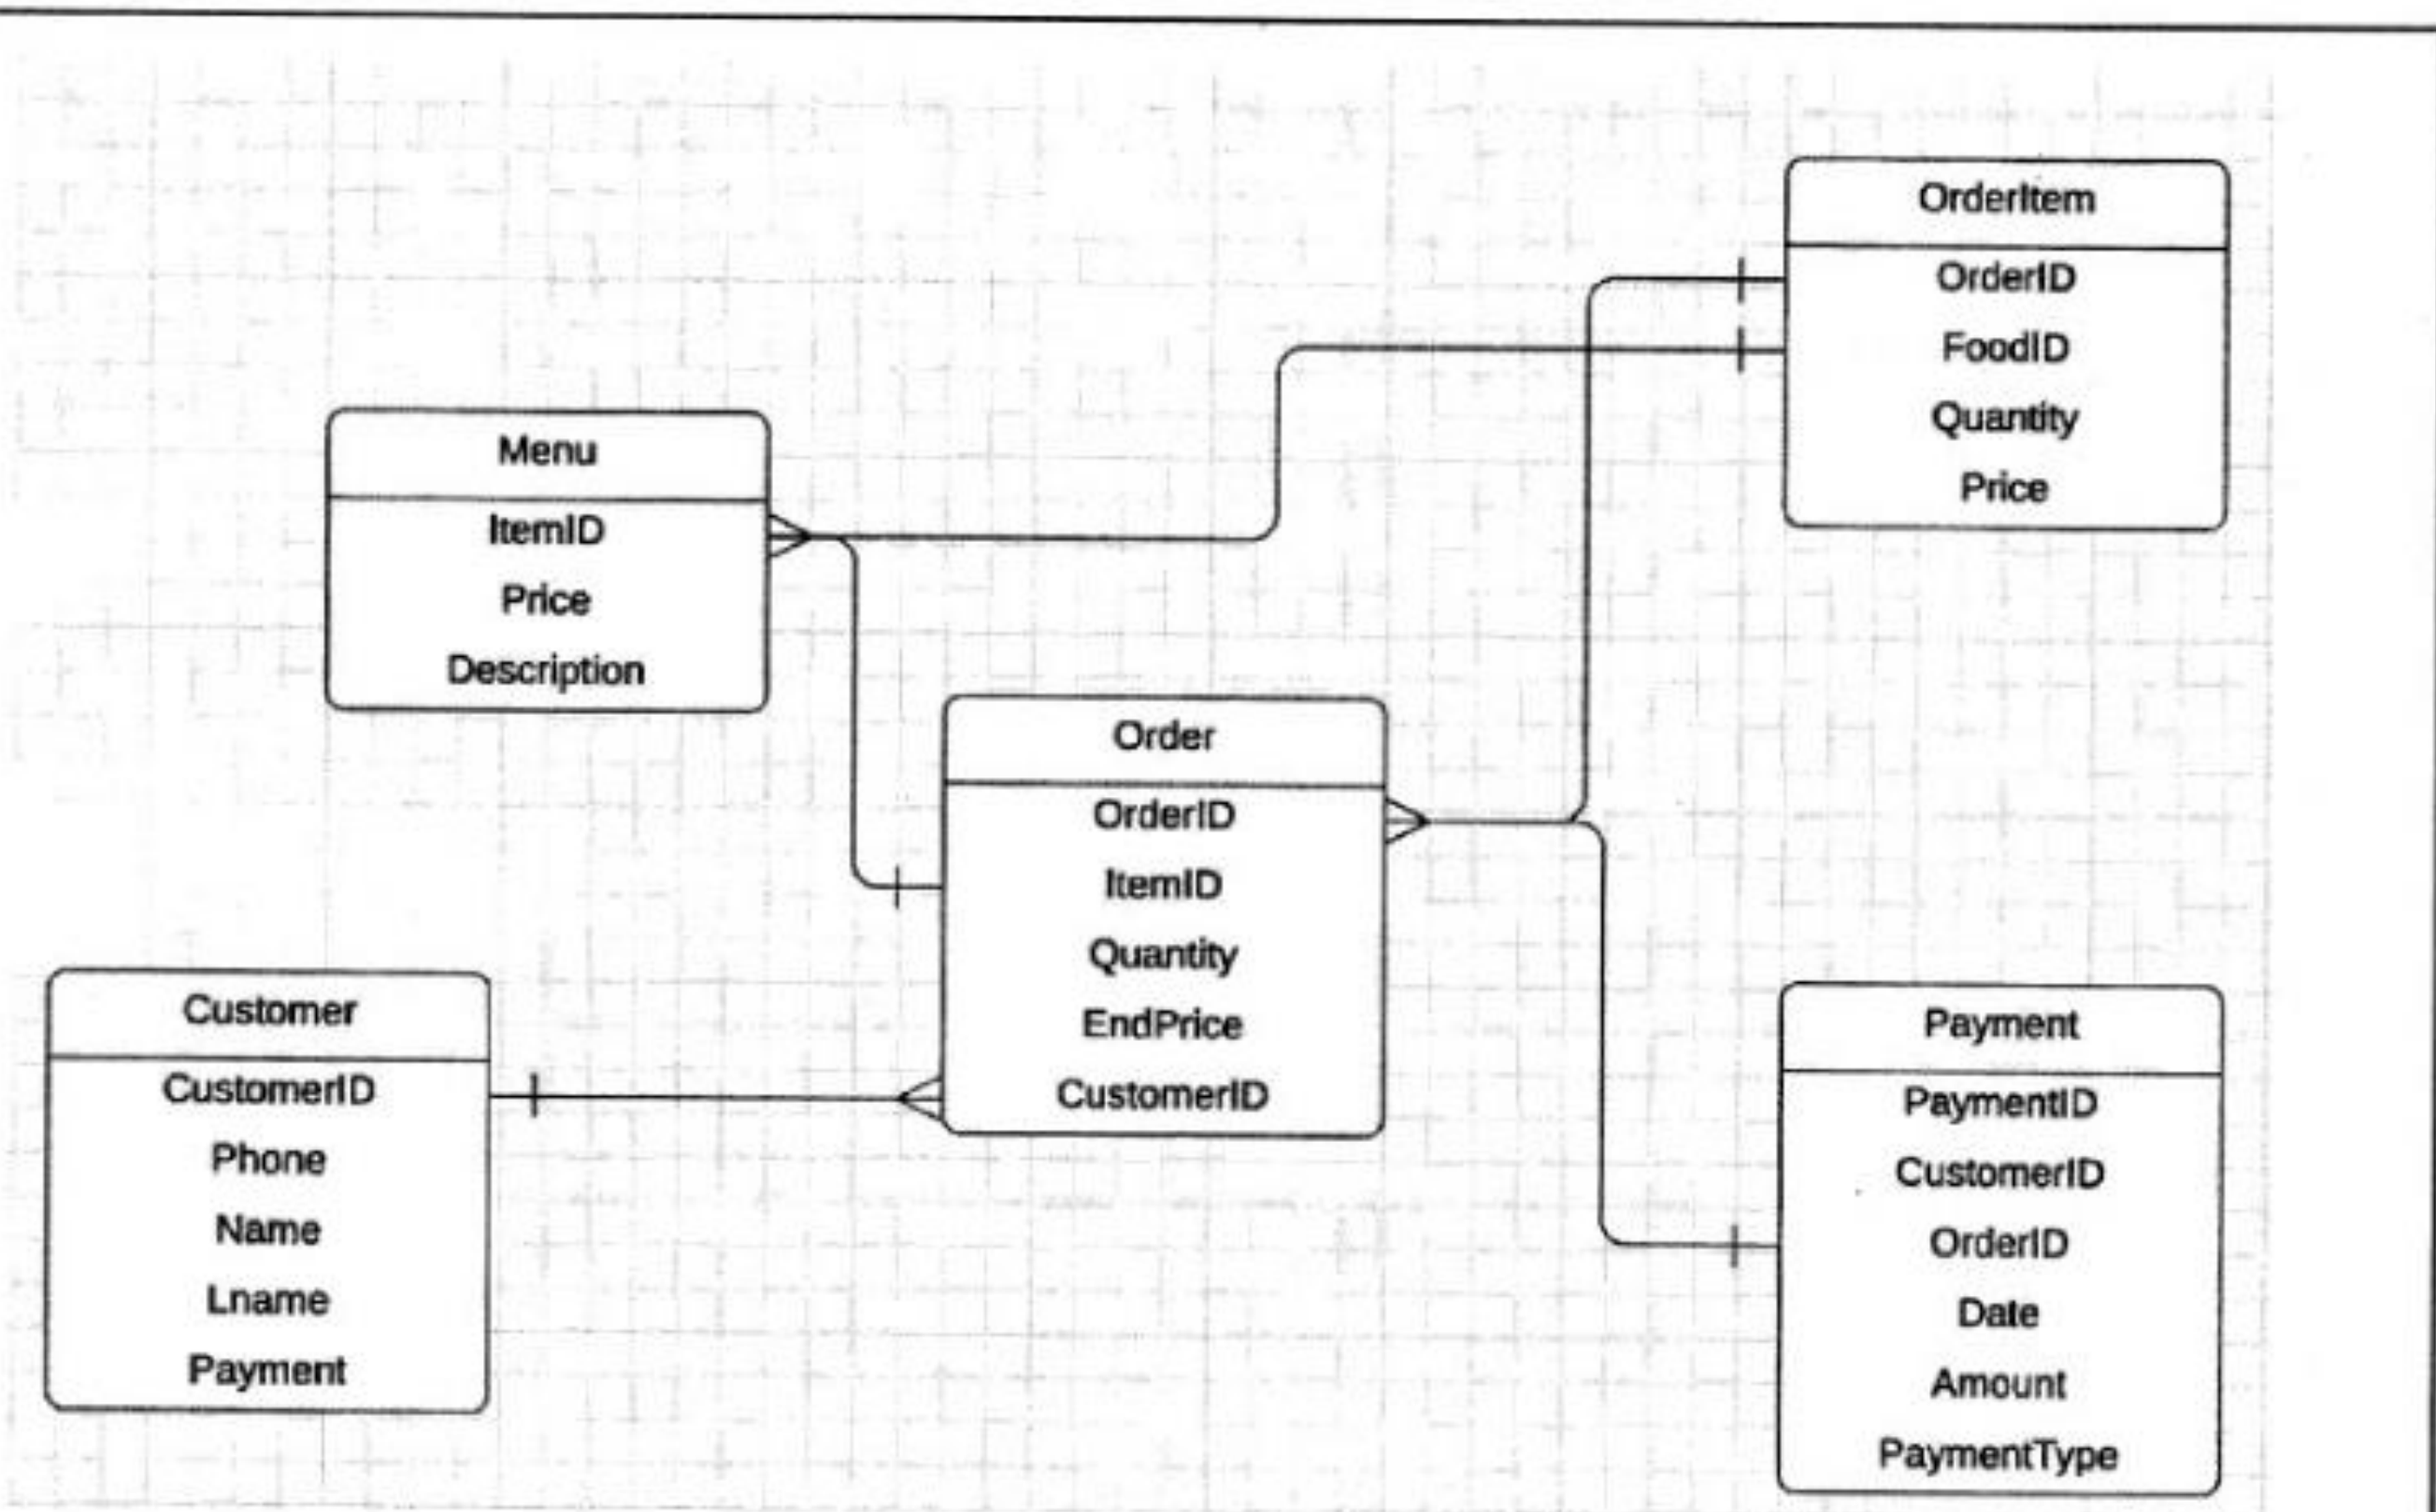 OrderItem
OrderID
FoodID
Quantity
Price
Menu
ItemID
Price
Description
Order
OrderID
ItemID
Quantity
EndPrice
CustomerID
Customer
CustomerID
Phone
Name
Lname
Payment
Payment
PaymentID
CustomerID
OrderID
Date
Amount
PaymentType